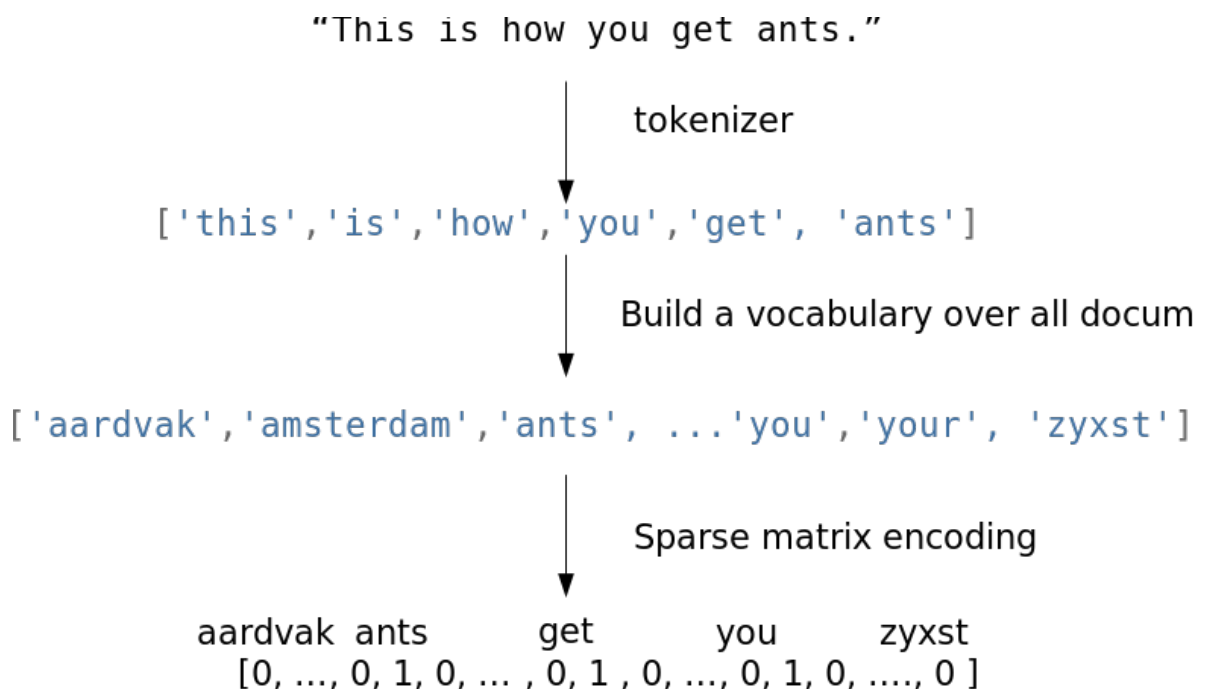 “This is how you get ants.”
tokenizer
['this','is','how','you','get', 'ants']
Build a vocabulary over all docum
['aardvak','amsterdam','ants', ...'you','your', 'zyxst']
Sparse matrix encoding
aardvak ants get you zyxst
[0, …, 0, 1, 0, … , 0, 1 , 0, …, 0, 1, 0, …., 0 ]